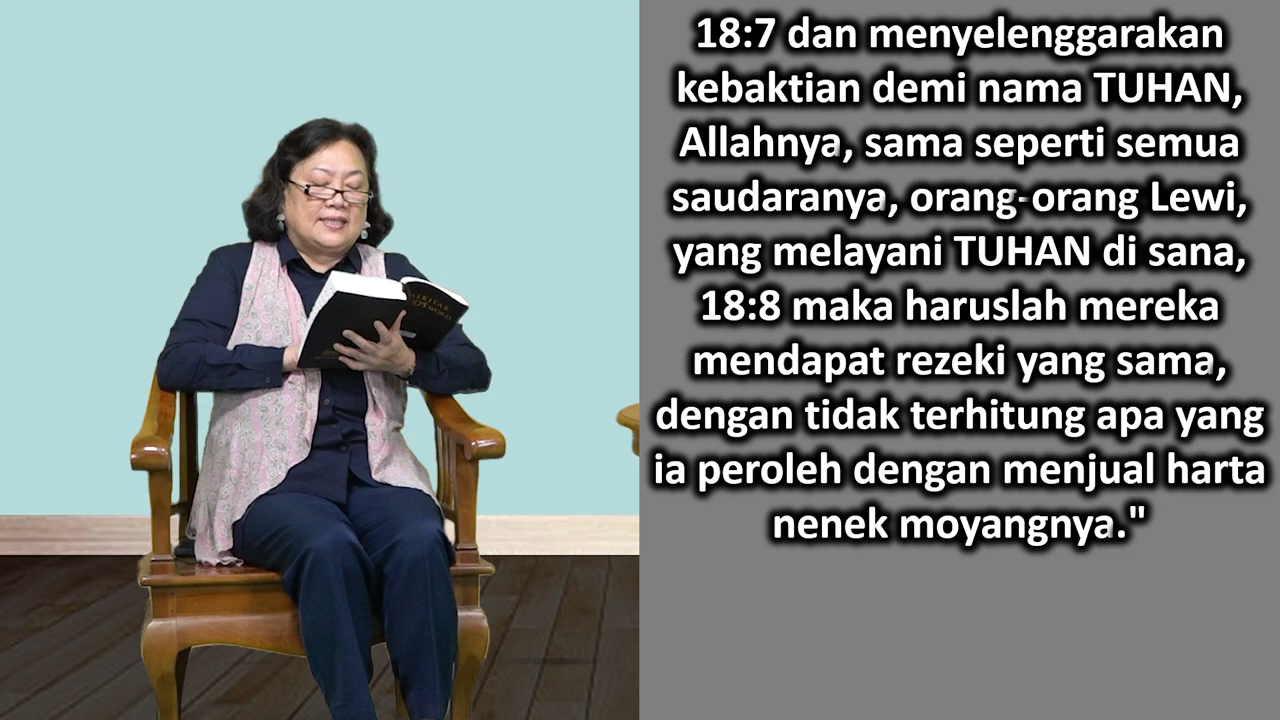 18:7 dan menyelenggarakan
kebaktian demi nama TUHAN,
Allahnya, sama seperti semua
saudaranya, orang-orang Lewi,
yang melayani TUHAN di sana,
18:8 maka haruslah mereka
mendapat rezeki yang sama,
dengan tidak terhitung apa yang
ia peroleh dengan menjual harta
nenek moyangnya."
ALKITAB